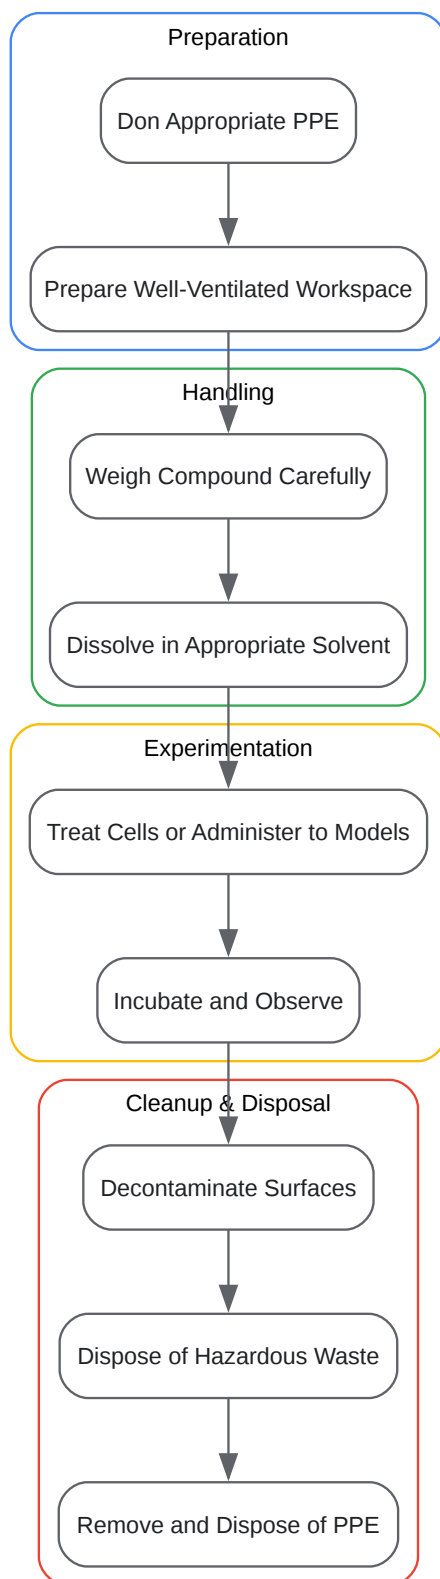 Preparation
Don Appropriate PPE
Prepare Well-Ventilated Workspace
Handling
Weigh Compound Carefully
Dissolve in Appropriate Solvent
Experimentation
Treat Cells or Administer to Models
Incubate and Observe
Cleanup & Disposal
Decontaminate Surfaces
Dispose of Hazardous Waste
Remove and Dispose of PPE